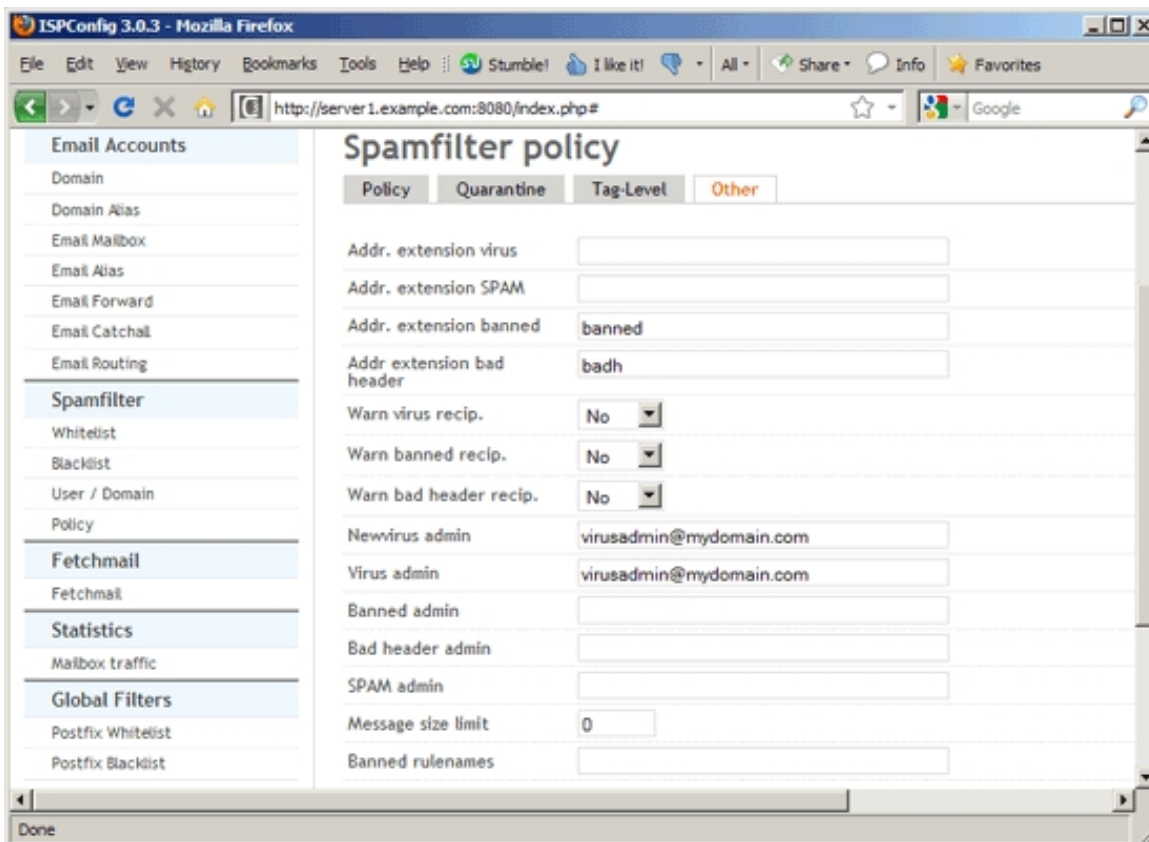 ISPConfig 3.0.3 - Mozilla Firefox
File Edit View History Bookmarks Tools Help Stumble! I like it! All Share Info Favorites
http://server1.example.com:8080/index.php# Google
Email Accounts
Domain
Domain Alias
Email Mailbox
Email Alias
Email Forward
Email Catchall
Email Routing
Spamfilter
Whitelist
Blacklist
User / Domain
Policy
Fetchmail
Fetchmail
Statistics
Mailbox traffic
Global Filters
Postfix Whitelist
Postfix Blacklist
Spamfilter policy
Policy Quarantine Tag-Level Other
Addr. extension virus
Addr. extension SPAM
Addr. extension banned banned
Addr extension bad
header badh
Warn virus recip. No
Warn banned recip. No
Warn bad header recip. No
Newvirus admin virusadmin@mydomain.com
Virus admin virusadmin@mydomain.com
Banned admin
Bad header admin
SPAM admin
Message size limit 0
Banned rulenames
Done